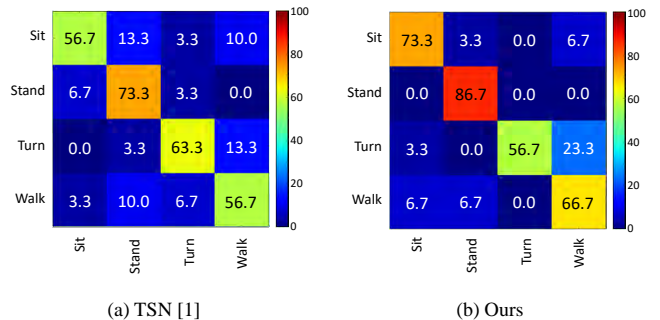 100
Sit 56.7 13.3 3.3 10.0
80
Stand 6.7 73.3 3.3 0.0
60
40
Turn 0.0 3.3 63.3 13.3
20
Walk 3.3 10.0 6.7 56.7
0
Sit Stand Turn Walk
(a) TSN [1]
100
Sit 73.3 3.3 0.0 6.7
80
Stand 0.0 86.7 0.0 0.0
60
40
Turn 3.3 0.0 56.7 23.3
20
Walk 6.7 6.7 0.0 66.7
0
Sit Stand Turn Walk
(b) Ours